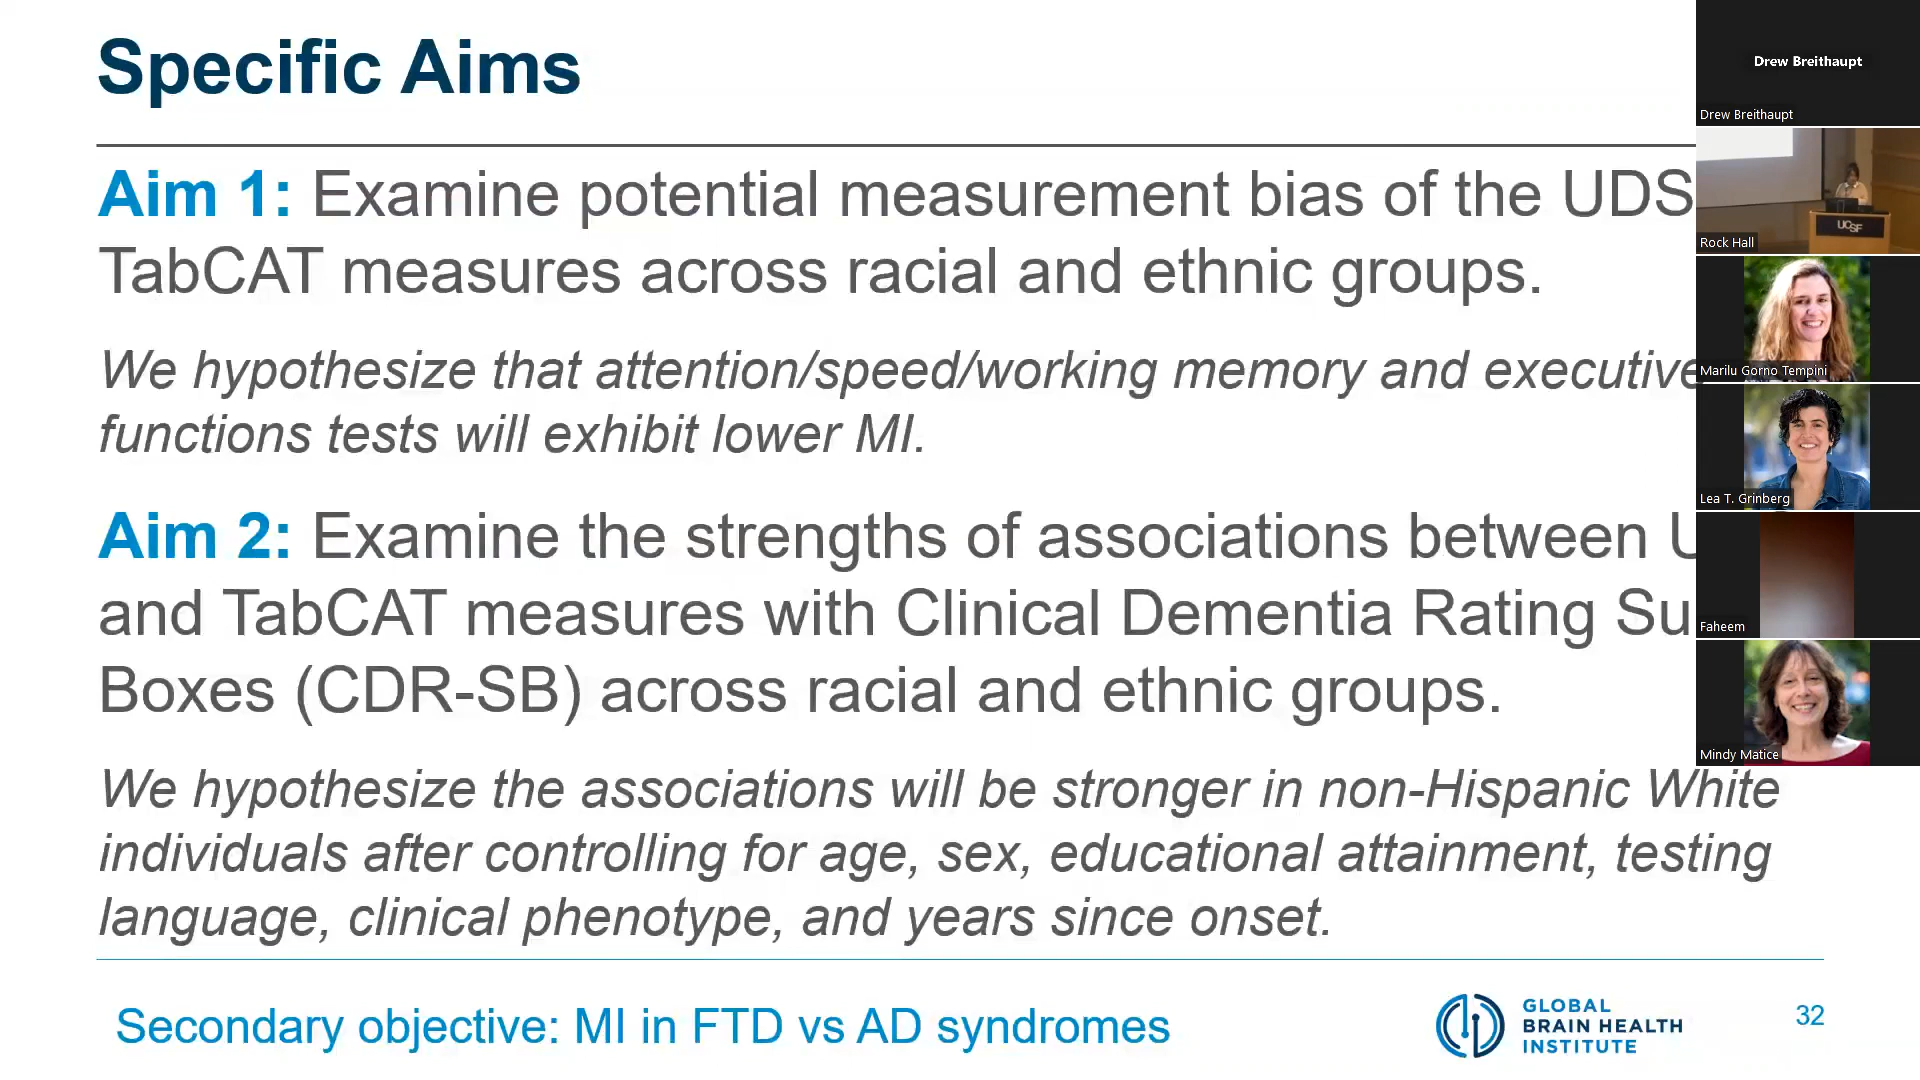 Specific Aims
Aim 1: Examine potential measurement bias of the UDS
TabCAT measures across racial and ethnic groups.
We hypothesize that attention/speed/working memory and executive
functions tests will exhibit lower MI.
Aim 2: Examine the strengths of associations between
and TabCAT measures with Clinical Dementia Rating
Boxes (CDR-SB) across racial and ethnic groups.
We hypothesize the associations will be stronger in non-Hispanic White
individuals after controlling for age, sex, educational attainment, testing
language, clinical phenotype, and years since onset.
Secondary objective: MI in FTD vs AD syndromes
GLOBAL
BRAIN HEALTH
INSTITUTE
32
Drew Breithaupt
Drew Breithaupt
UCSF
Rock Hall
Marilu Gorno Tempini
Lea T. Grinberg
Faheem
Mindy Matice